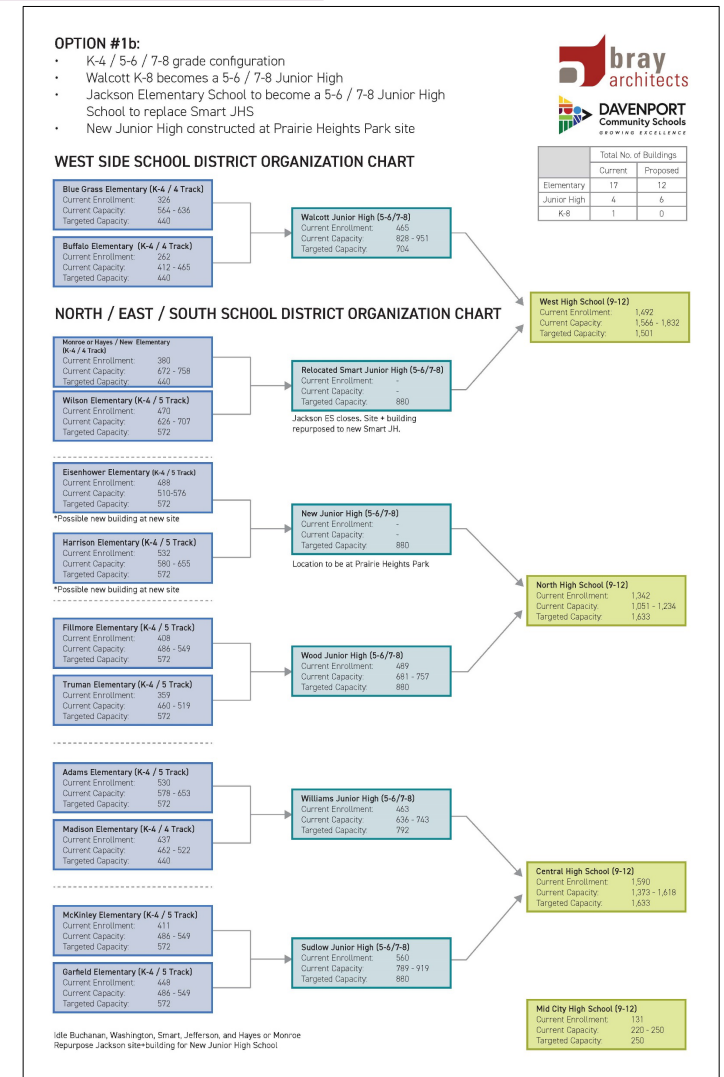 OPTION #1b:
• K-4 / 5-6 / 7-8 grade configuration
• Walcott K-8 becomes a 5-6 / 7-8 Junior High
• Jackson Elementary School to become a 5-6 / 7-8 Junior High
School to replace Smart JHS
• New Junior High constructed at Prairie Heights Park site
bray
architects
DAVENPORT
Community Schools
GROWING EXCELLENCE
Total No. of Buildings
Current Proposed
Elementary 17 12
Junior High 4 6
K-8 1 0
WEST SIDE SCHOOL DISTRICT ORGANIZATION CHART
Blue Grass Elementary (K-4 / 4 Track)
Current Enrollment: 326
Current Capacity: 564 - 636
Targeted Capacity: 440
Buffalo Elementary (K-4 / 4 Track)
Current Enrollment: 262
Current Capacity: 412 - 465
Targeted Capacity: 440
Walcott Junior High (5-6/7-8)
Current Enrollment: 465
Current Capacity: 828 - 951
Targeted Capacity: 704
West High School (9-12)
Current Enrollment: 1,492
Current Capacity: 1,566 - 1,832
Targeted Capacity: 1,501
NORTH / EAST / SOUTH SCHOOL DISTRICT ORGANIZATION CHART
Monroe or Hayes / New Elementary
(K-4 / 4 Track)
Current Enrollment: 380
Current Capacity: 672 - 758
Targeted Capacity: 440
Wilson Elementary (K-4 / 5 Track)
Current Enrollment: 470
Current Capacity: 626 - 707
Targeted Capacity: 572
Relocated Smart Junior High (5-6/7-8)
Current Enrollment: -
Current Capacity: -
Targeted Capacity: 880
Jackson ES closes. Site + building
repurposed to new Smart JH.
Eisenhower Elementary (K-4 / 5 Track)
Current Enrollment: 488
Current Capacity: 510-576
Targeted Capacity: 572
*Possible new building at new site
Harrison Elementary (K-4 / 5 Track)
Current Enrollment: 532
Current Capacity: 580 - 655
Targeted Capacity: 572
*Possible new building at new site
New Junior High (5-6/7-8)
Current Enrollment: -
Current Capacity: -
Targeted Capacity: 880
Location to be at Prairie Heights Park
North High School (9-12)
Current Enrollment: 1,342
Current Capacity: 1,051 - 1,234
Targeted Capacity: 1,633
Fillmore Elementary (K-4 / 5 Track)
Current Enrollment: 408
Current Capacity: 486 - 549
Targeted Capacity: 572
Truman Elementary (K-4 / 5 Track)
Current Enrollment: 359
Current Capacity: 460 - 519
Targeted Capacity: 572
Wood Junior High (5-6/7-8)
Current Enrollment: 489
Current Capacity: 681 - 757
Targeted Capacity: 880
Adams Elementary (K-4 / 5 Track)
Current Enrollment: 530
Current Capacity: 578 - 653
Targeted Capacity: 572
Madison Elementary (K-4 / 4 Track)
Current Enrollment: 437
Current Capacity: 462 - 522
Targeted Capacity: 440
Williams Junior High (5-6/7-8)
Current Enrollment: 463
Current Capacity: 636 - 743
Targeted Capacity: 792
Central High School (9-12)
Current Enrollment: 1,590
Current Capacity: 1,373 - 1,618
Targeted Capacity: 1,633
McKinley Elementary (K-4 / 5 Track)
Current Enrollment: 411
Current Capacity: 486 - 549
Targeted Capacity: 572
Garfield Elementary (K-4 / 5 Track)
Current Enrollment: 448
Current Capacity: 486 - 549
Targeted Capacity: 572
Sudlow Junior High (5-6/7-8)
Current Enrollment: 560
Current Capacity: 789 - 919
Targeted Capacity: 880
Mid City High School (9-12)
Current Enrollment: 131
Current Capacity: 220 - 250
Targeted Capacity: 250
Idle Buchanan, Washington, Smart, Jefferson, and Hayes or Monroe
Repurpose Jackson site+building for New Junior High School